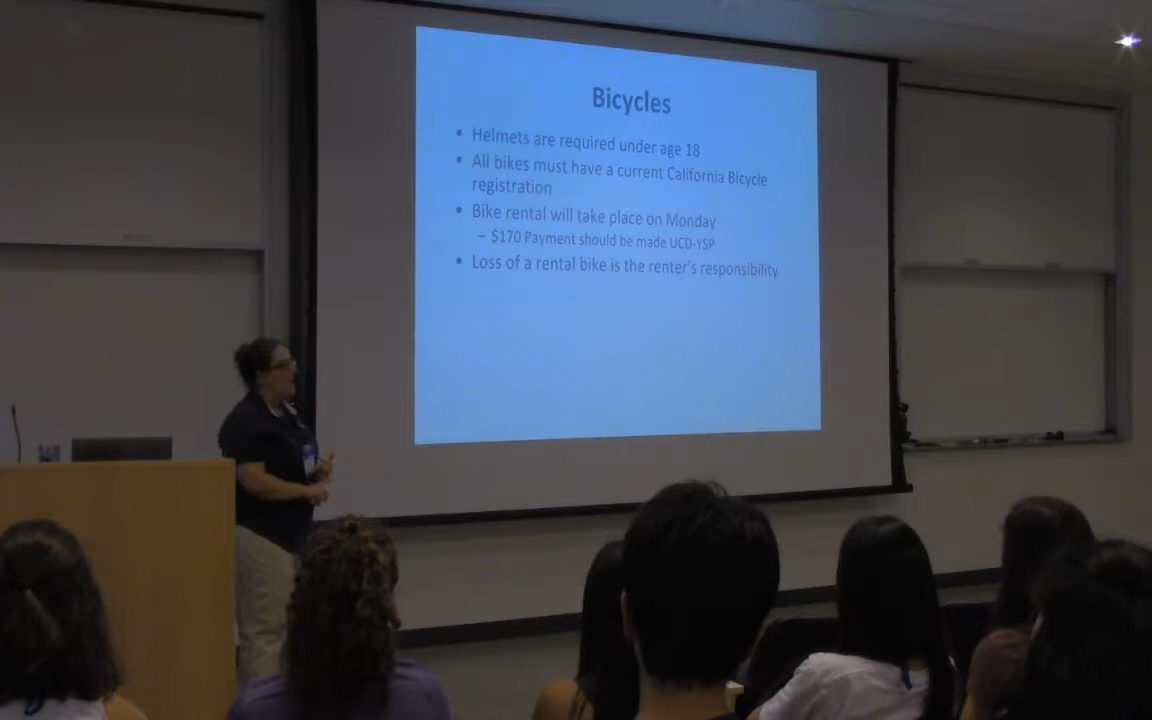 Bicycles
• Helmets are required under age 18
• All bikes must have a current California Bicycle
registration
• Bike rental will take place on Monday
– $170 Payment should be made UCD-YSP
• Loss of a rental bike is the renter's responsibility